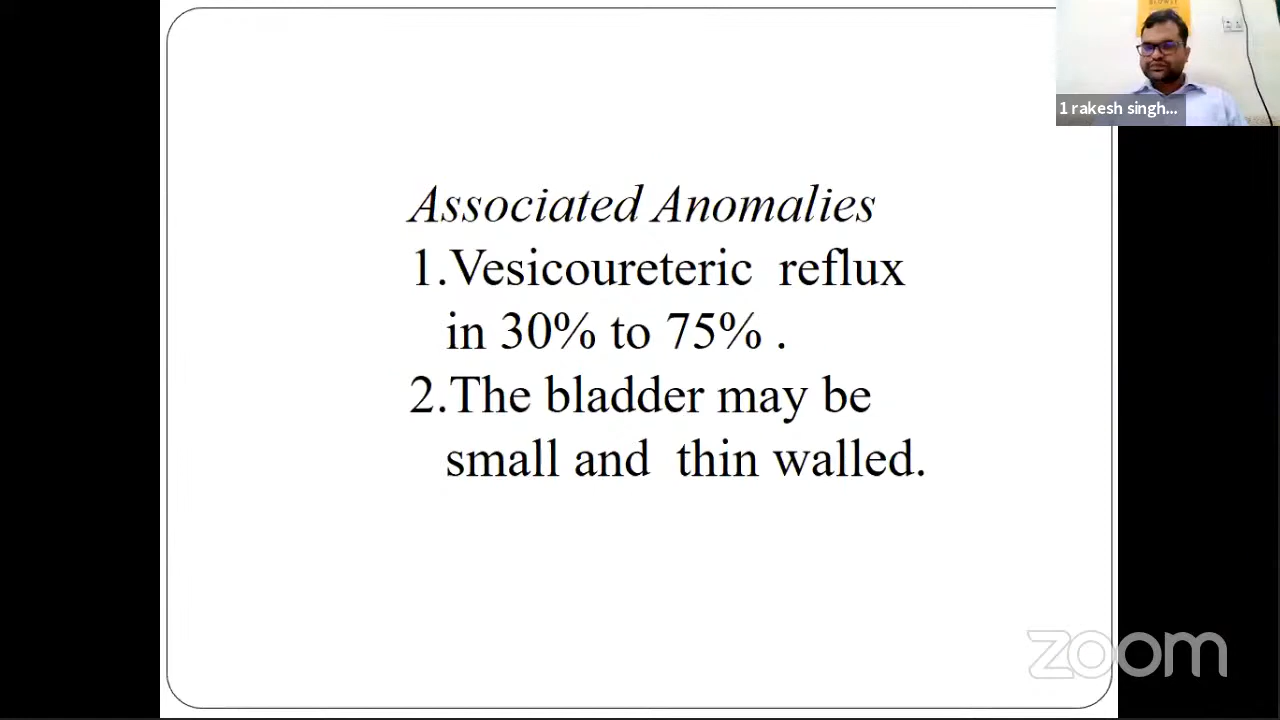 BLOWSE
1 rakesh singh...
Associated Anomalies
1.Vesicoureteric reflux
in 30% to 75% .
2.The bladder may be
small and thin walled.
zoom